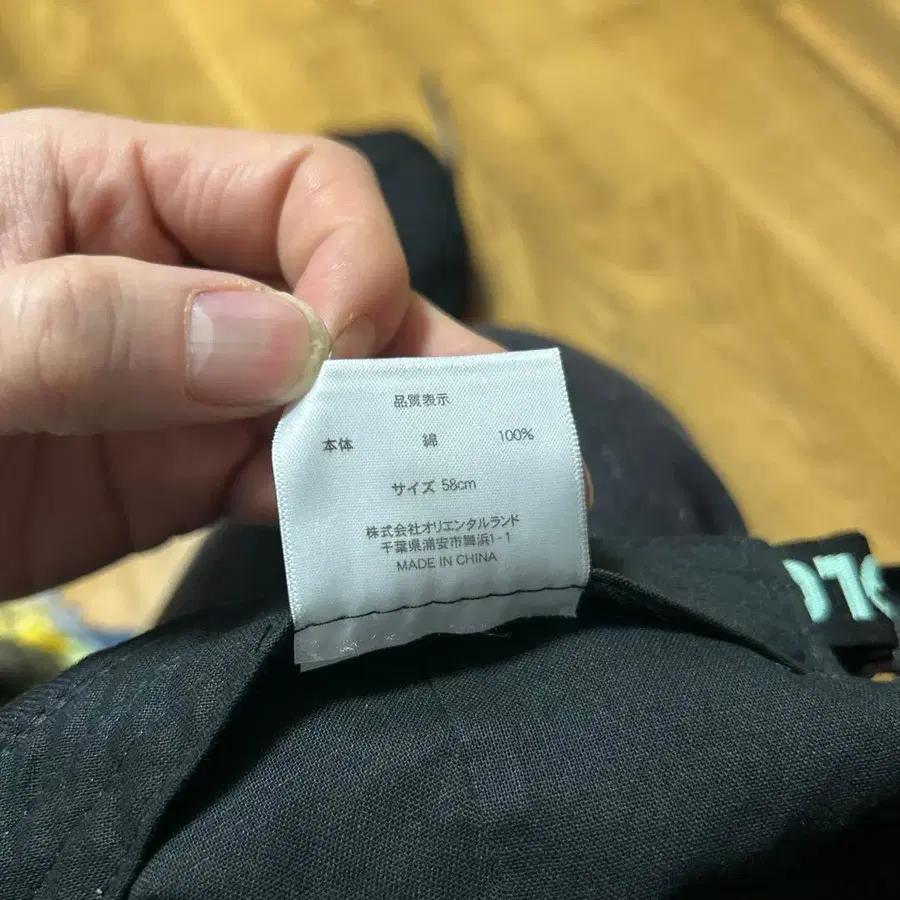 品質表示
本体 綿 100%
サイズ 58cm
株式会社オリエンタルランド
千葉県浦安市舞浜1-1
MADE IN CHINA